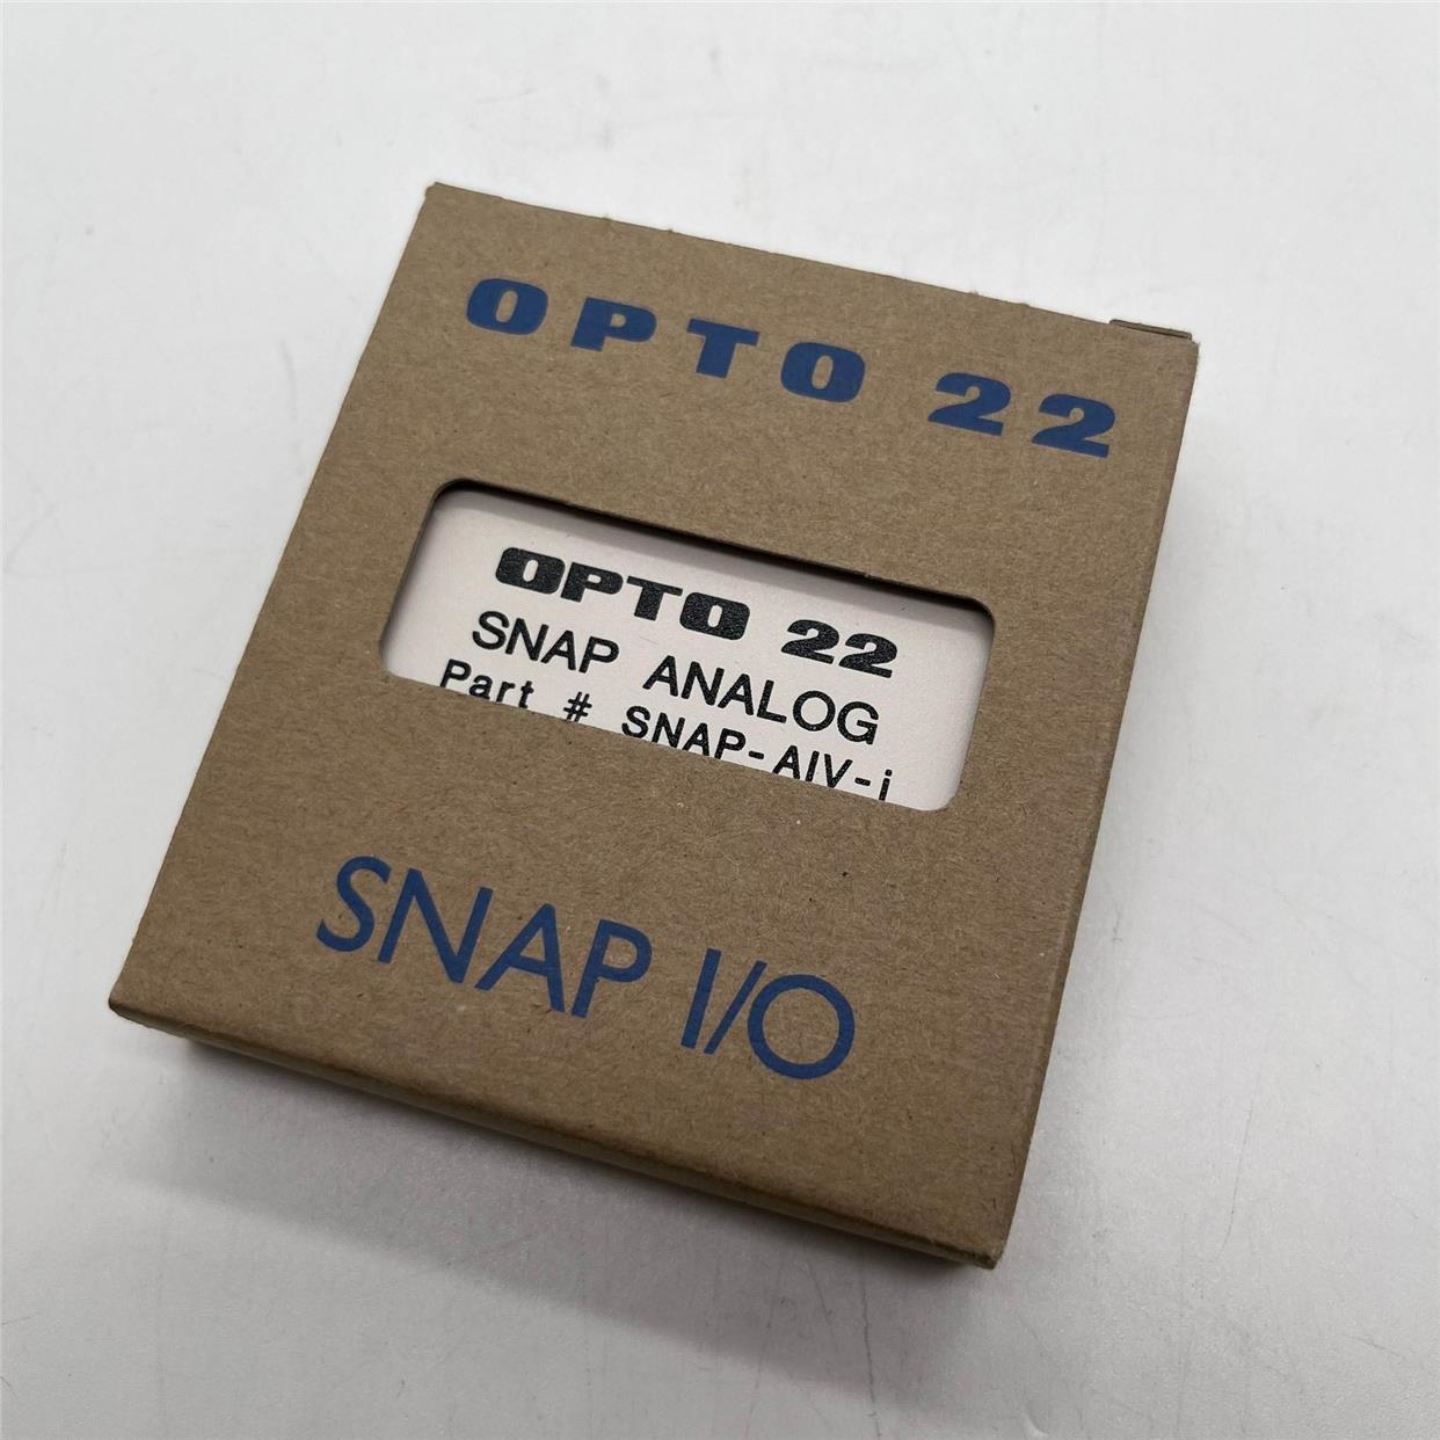 OPTO 22
OPTO 22
SNAP ANALOG
Part # SNAP-AIV-i
SNAP I/O